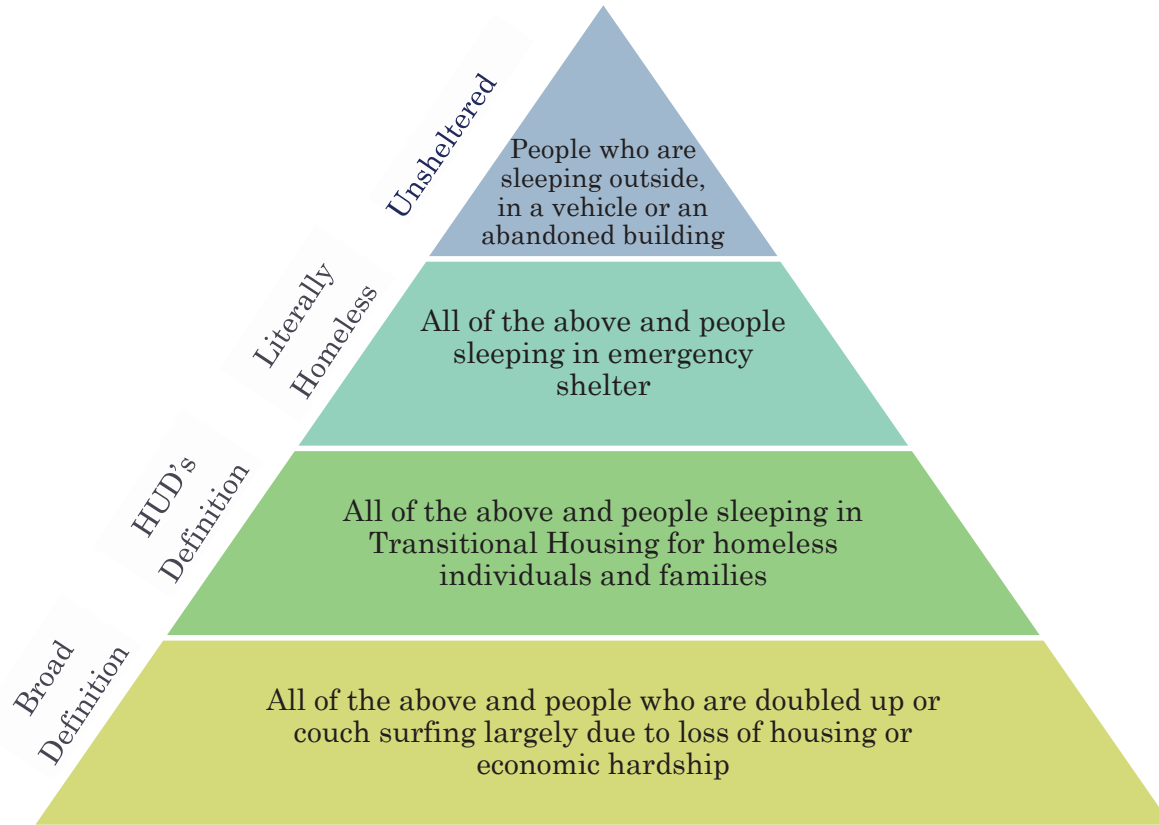 Unsheltered
People who are
sleeping outside,
in a vehicle or an
abandoned building
Literally
Homeless
All of the above and people
sleeping in emergency
shelter
HUD's
Definition
All of the above and people sleeping in
Transitional Housing for homeless
individuals and families
Broad
Definition
All of the above and people who are doubled up or
couch surfing largely due to loss of housing or
economic hardship